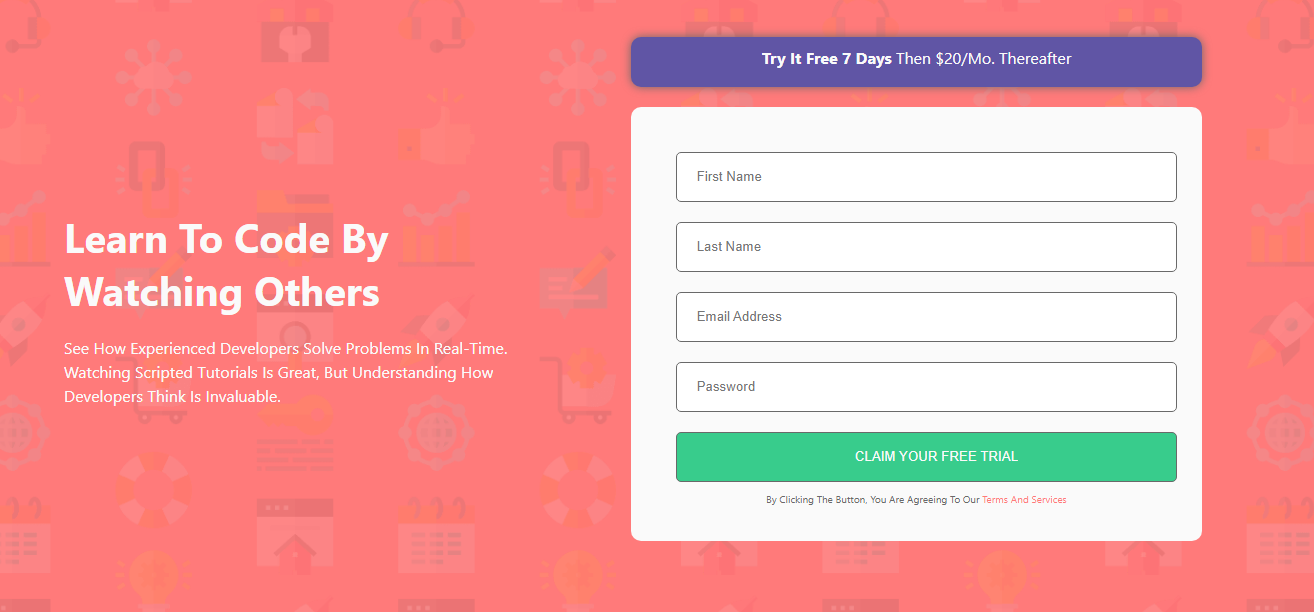 Learn To Code By
Watching Others
See How Experienced Developers Solve Problems In Real-Time.
Watching Scripted Tutorials Is Great, But Understanding How
Developers Think Is Invaluable.
Try It Free 7 Days Then $20/Mo. Thereafter
First Name
Last Name
Email Address
Password
CLAIM YOUR FREE TRIAL
By Clicking The Button, You Are Agreeing To Our Terms And Services